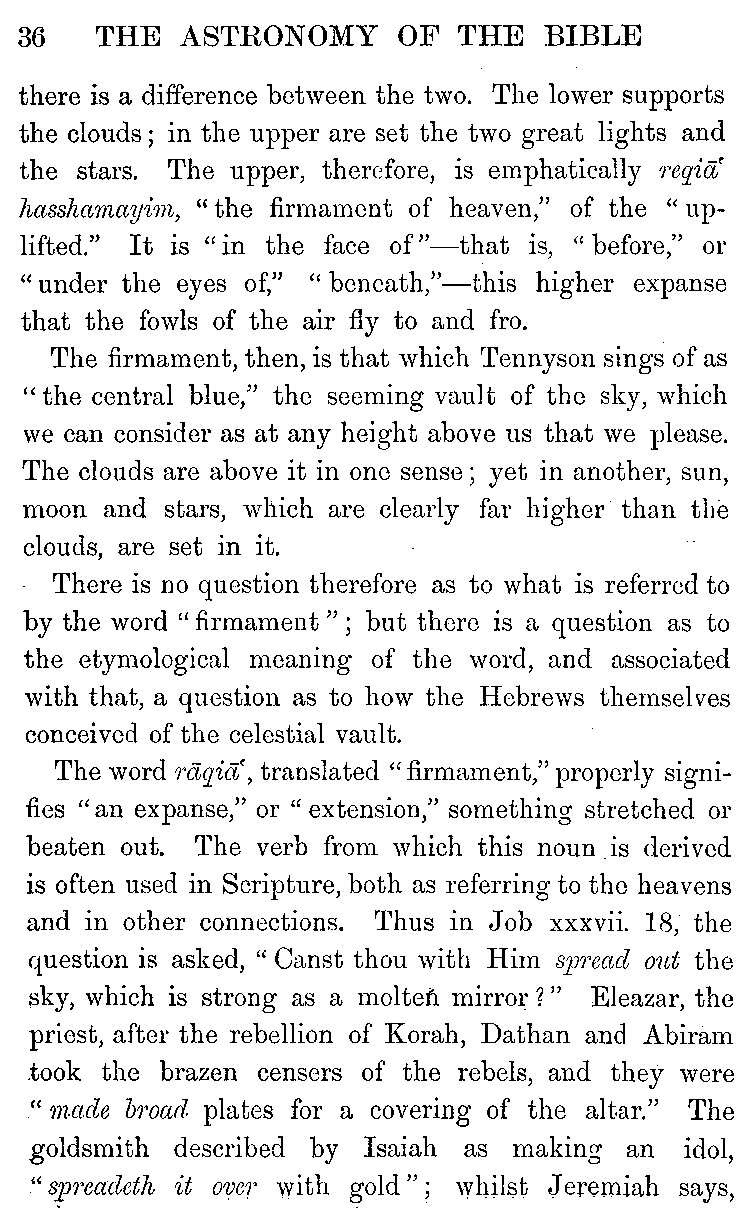 36 THE ASTRONOMY OF THE BIBLE
there is a difference between the two. The lower supports
the clouds; in the upper are set the two great lights and
the stars. The upper, therefore, is emphatically reqiāʿ
hasshamayim, “the firmament of heaven,” of the “up-
lifted.” It is “in the face of”—that is, “before,” or
“under the eyes of,” “beneath,”—this higher expanse
that the fowls of the air fly to and fro.
The firmament, then, is that which Tennyson sings of as
“the central blue,” the seeming vault of the sky, which
we can consider as at any height above us that we please.
The clouds are above it in one sense; yet in another, sun,
moon and stars, which are clearly far higher than the
clouds, are set in it.
There is no question therefore as to what is referred to
by the word “firmament”; but there is a question as to
the etymological meaning of the word, and associated
with that, a question as to how the Hebrews themselves
conceived of the celestial vault.
The word rāqiāʿ, translated “firmament,” properly signi-
fies “an expanse,” or “extension,” something stretched or
beaten out. The verb from which this noun is derived
is often used in Scripture, both as referring to the heavens
and in other connections. Thus in Job xxxvii. 18, the
question is asked, “Canst thou with Him spread out the
sky, which is strong as a molten mirror?” Eleazar, the
priest, after the rebellion of Korah, Dathan and Abiram
took the brazen censers of the rebels, and they were
“made broad plates for a covering of the altar.” The
goldsmith described by Isaiah as making an idol,
“spreadeth it over with gold”; whilst Jeremiah says,